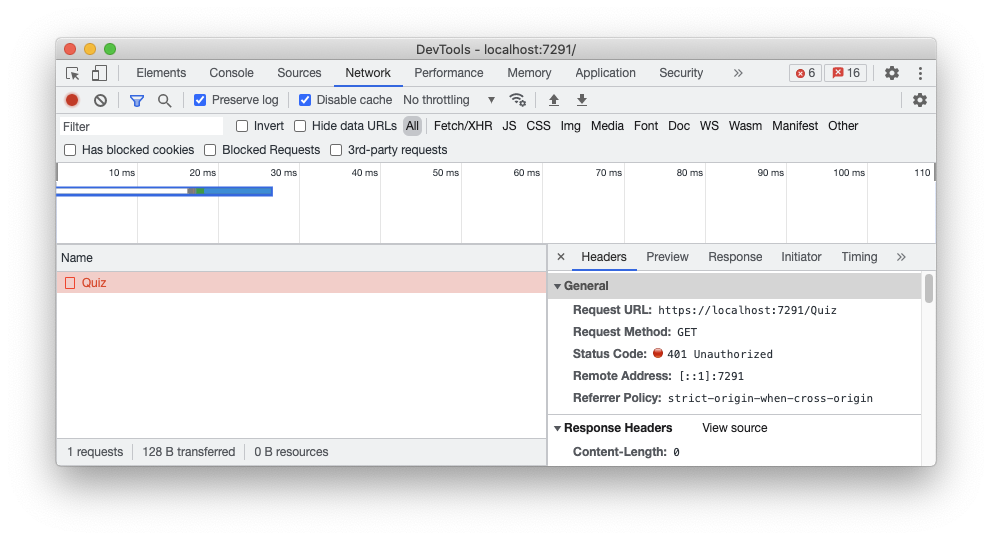 DevTools - localhost:7291/
Elements Console Sources Network Performance Memory Application Security » 6 16
Preserve log Disable cache No throttling
Filter Invert Hide data URLs All Fetch/XHR JS CSS Img Media Font Doc WS Wasm Manifest Other
Has blocked cookies Blocked Requests 3rd-party requests
10 ms 20 ms 30 ms 40 ms 50 ms 60 ms 70 ms 80 ms 90 ms 100 ms 110
Name
Quiz
1 requests 128 B transferred 0 B resources
× Headers Preview Response Initiator Timing »
General
Request URL: https://localhost:7291/Quiz
Request Method: GET
Status Code: 401 Unauthorized
Remote Address: [::1]:7291
Referrer Policy: strict-origin-when-cross-origin
Response Headers View source
Content-Length: 0